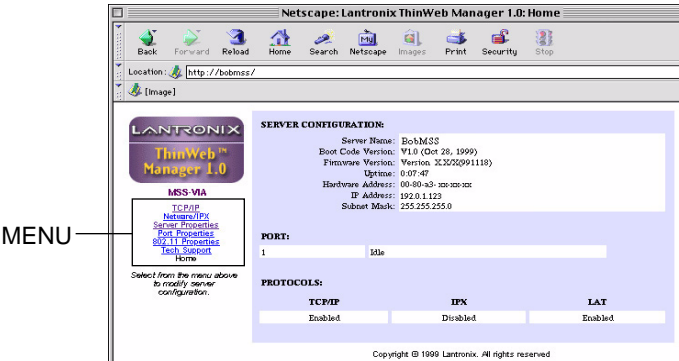 Netscape: Lantronix ThinWeb Manager 1.0: Home
Back Forward Reload Home Search Netscape Images Print Security Stop
My
Location: http://bobmss/
[Image]
LANTRONIX
ThinWeb™
Manager 1.0
MSS-VIA
TCP/IP
Netware/IPX
Server Properties
Port Properties
802.11 Properties
Tech Support
Home
Select from the menu above
to modify server
configuration.
MENU
SERVER CONFIGURATION:
Server Name: BobMSS
Boot Code Version: V1.0 (Oct 28, 1999)
Firmware Version: Version X.X/X(991118)
Uptime: 0:07:47
Hardware Address: 00-80-a3-xx-xx-xx
IP Address: 192.0.1.123
Subnet Mask: 255.255.255.0
PORT:
1 Idle
PROTOCOLS:
TCP/IP IPX LAT
Enabled Disabled Enabled
Copyright © 1999 Lantronix. All rights reserved